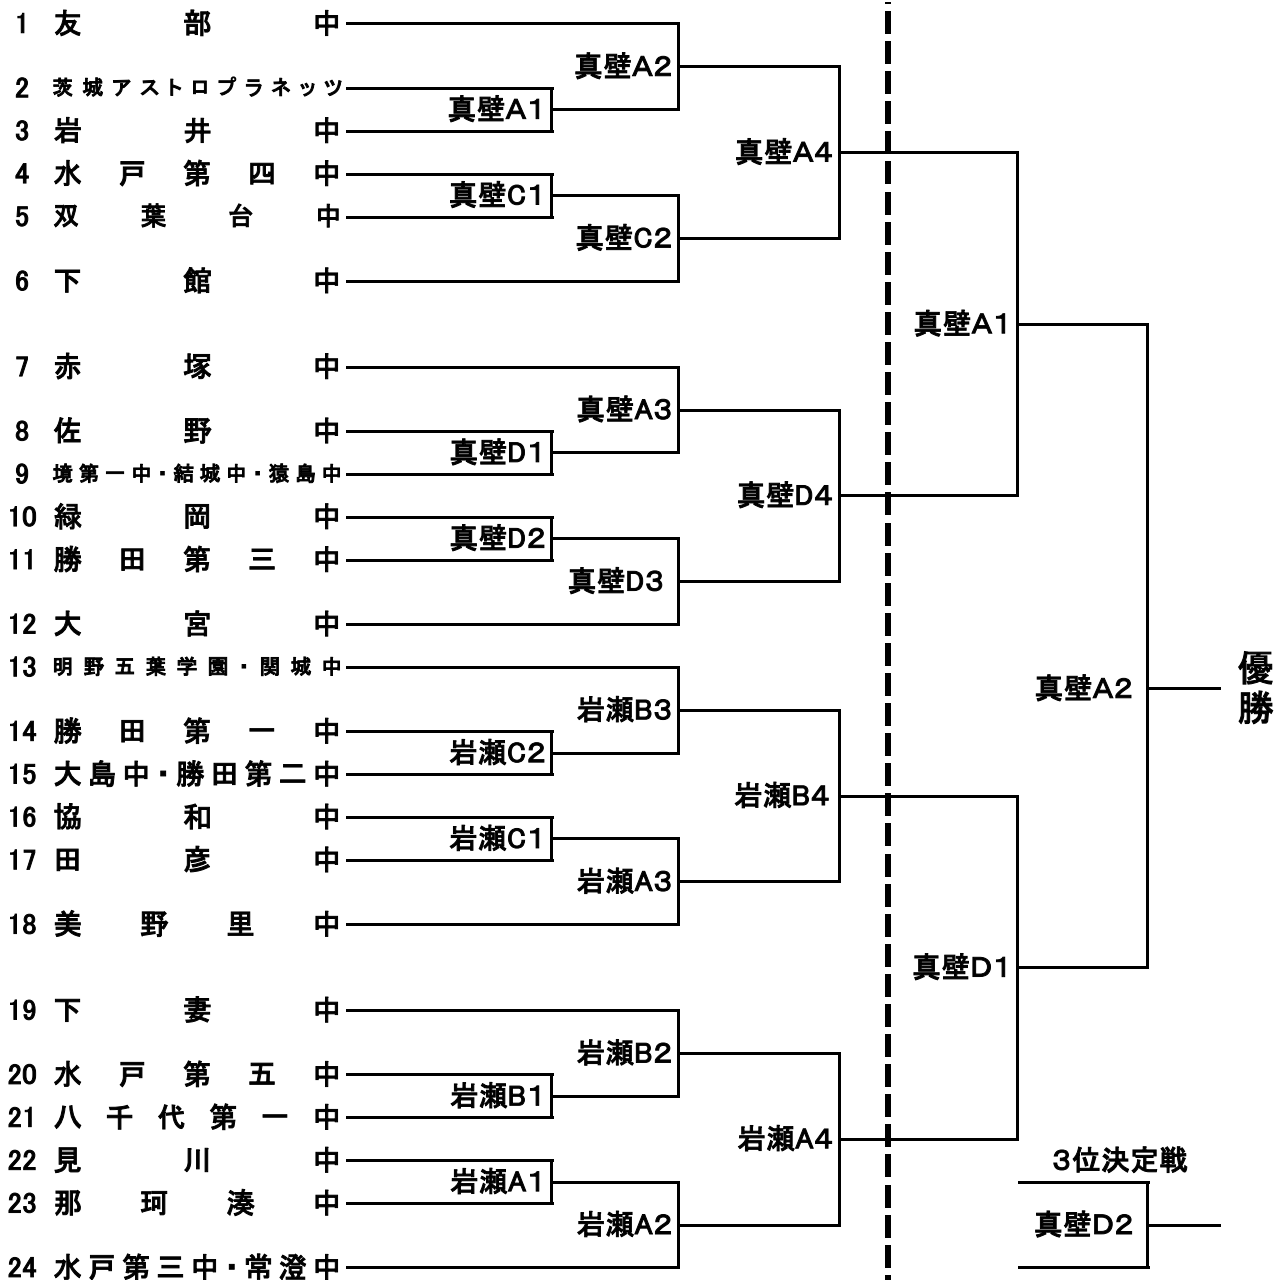 1 友部中
真壁A2
2 茨城アストロプラネッツ
真壁A1
3 岩井中
真壁A4
4 水戸第四中
真壁C1
5 双葉台中
真壁C2
6 下館中
真壁A1
7 赤塚中
真壁A3
8 佐野中
真壁D1
9 境第一中・結城中・猿島中
真壁D4
10 緑岡中
真壁D2
11 勝田第三中
真壁D3
12 大宮中
13 明野五葉学園・関城中
真壁A2
優勝
岩瀬B3
14 勝田第一中
岩瀬C2
15 大島中・勝田第二中
岩瀬B4
16 協和中
岩瀬C1
17 田彦中
岩瀬A3
18 美野里中
真壁D1
19 下妻中
岩瀬B2
20 水戸第五中
岩瀬B1
21 八千代第一中
岩瀬A4
22 見川中
3位決定戦
岩瀬A1
23 那珂湊中
岩瀬A2
真壁D2
24 水戸第三中・常澄中